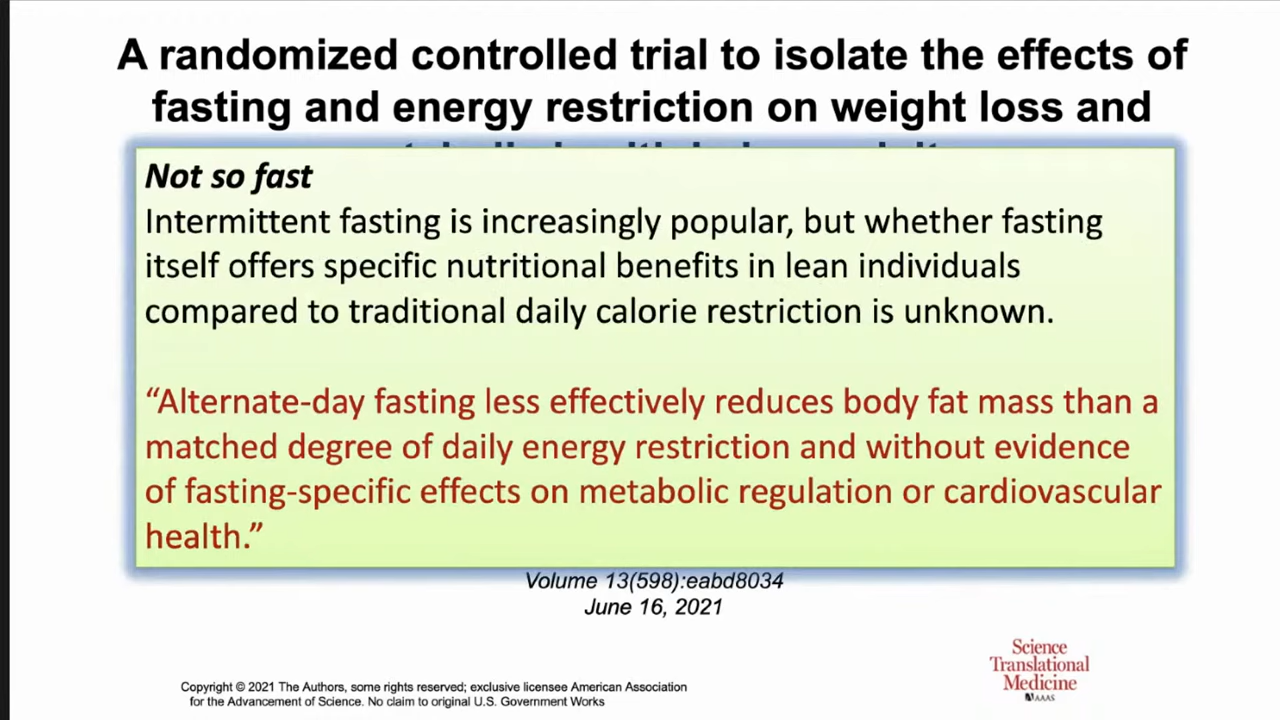 A randomized controlled trial to isolate the effects of
fasting and energy restriction on weight loss and
Not so fast
Intermittent fasting is increasingly popular, but whether fasting
itself offers specific nutritional benefits in lean individuals
compared to traditional daily calorie restriction is unknown.
“Alternate-day fasting less effectively reduces body fat mass than a
matched degree of daily energy restriction and without evidence
of fasting-specific effects on metabolic regulation or cardiovascular
health.”
Volume 13(598):eabd8034
June 16, 2021
Copyright © 2021 The Authors, some rights reserved; exclusive licensee American Association
for the Advancement of Science. No claim to original U.S. Government Works
Science
Translational
Medicine
AAAS